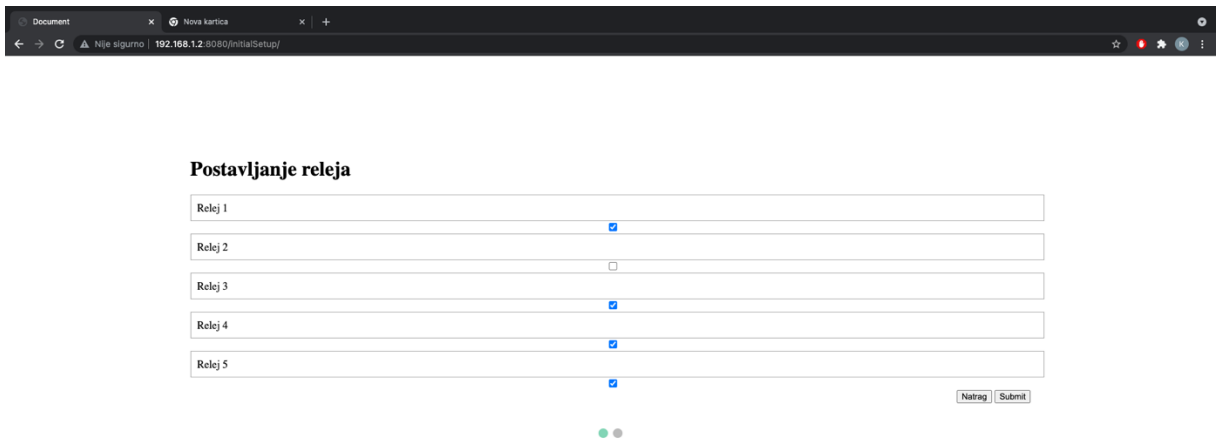 Document
Nova kartica
Nije sigurno | 192.168.1.2:8080/initialSetup/
K
Postavljanje releja
Relej 1
Relej 2
Relej 3
Relej 4
Relej 5
Natrag Submit